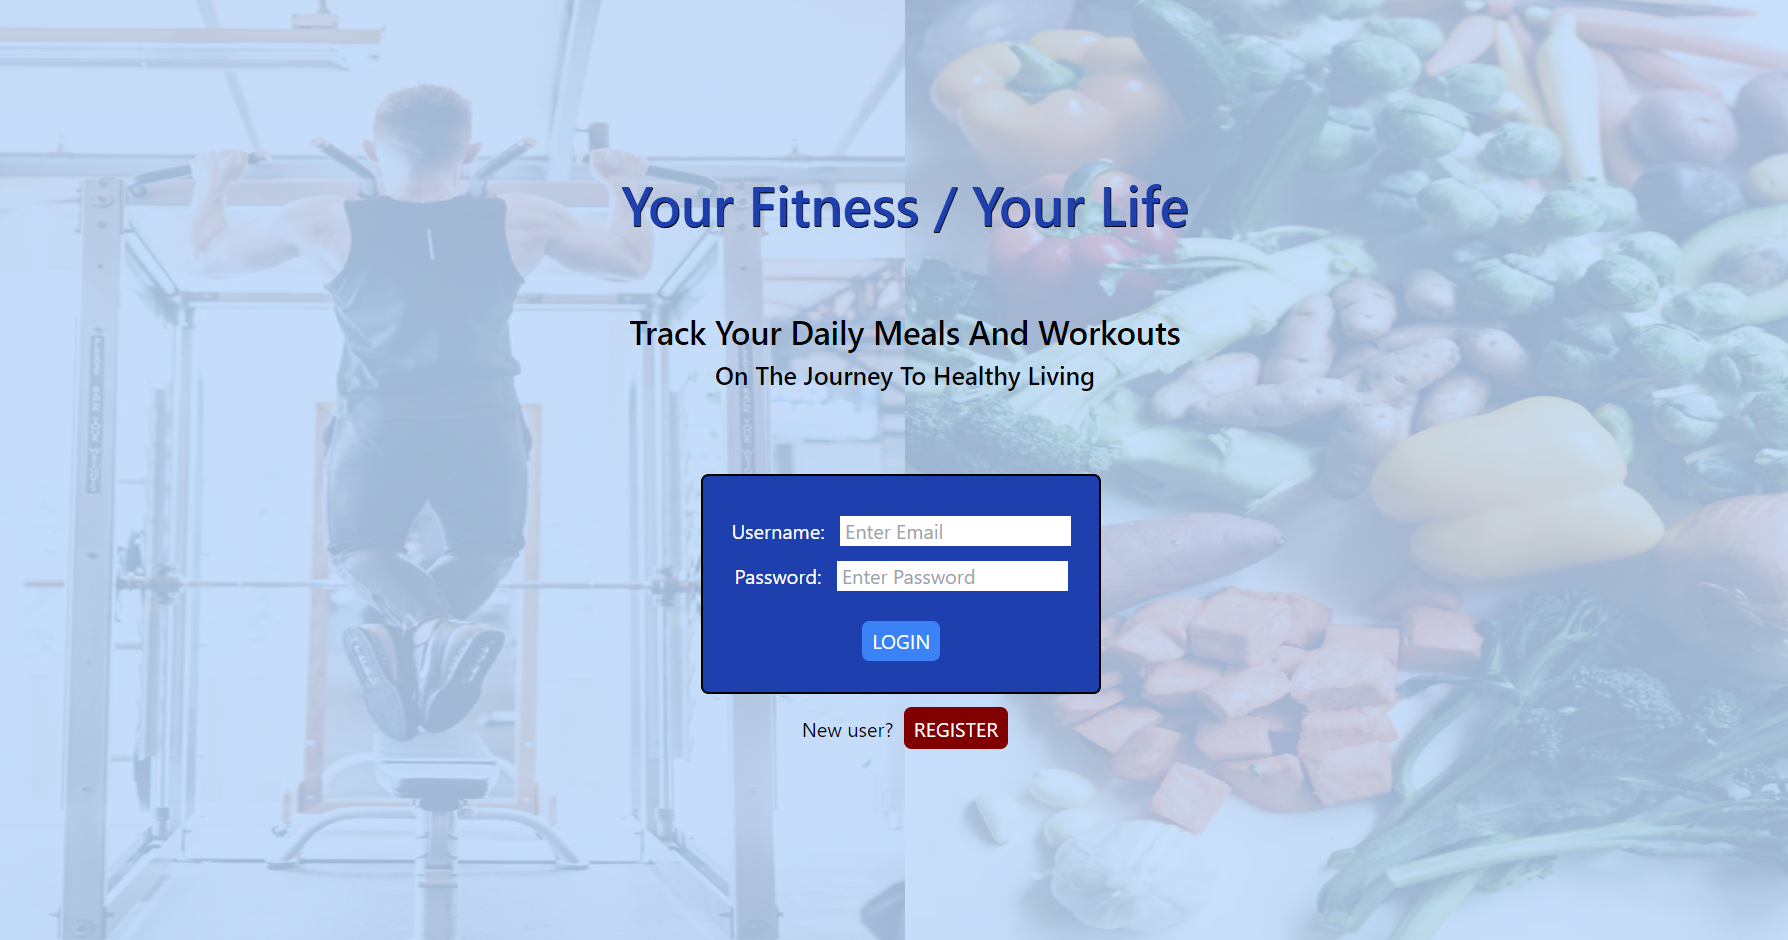 Your Fitness / Your Life
Track Your Daily Meals And Workouts
On The Journey To Healthy Living
Username: Enter Email
Password: Enter Password
LOGIN
New user? REGISTER